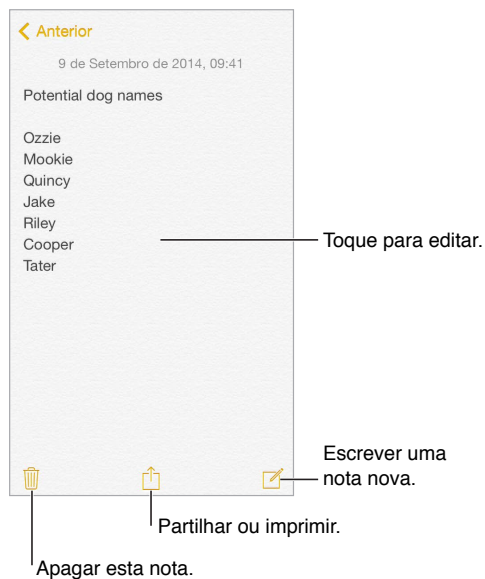 Anterior
9 de Setembro de 2014, 09:41
Potential dog names
Ozzie
Mookie
Quincy
Jake
Riley
Cooper
Tater
Toque para editar.
Escrever uma
nota nova.
Partilhar ou imprimir.
Apagar esta nota.